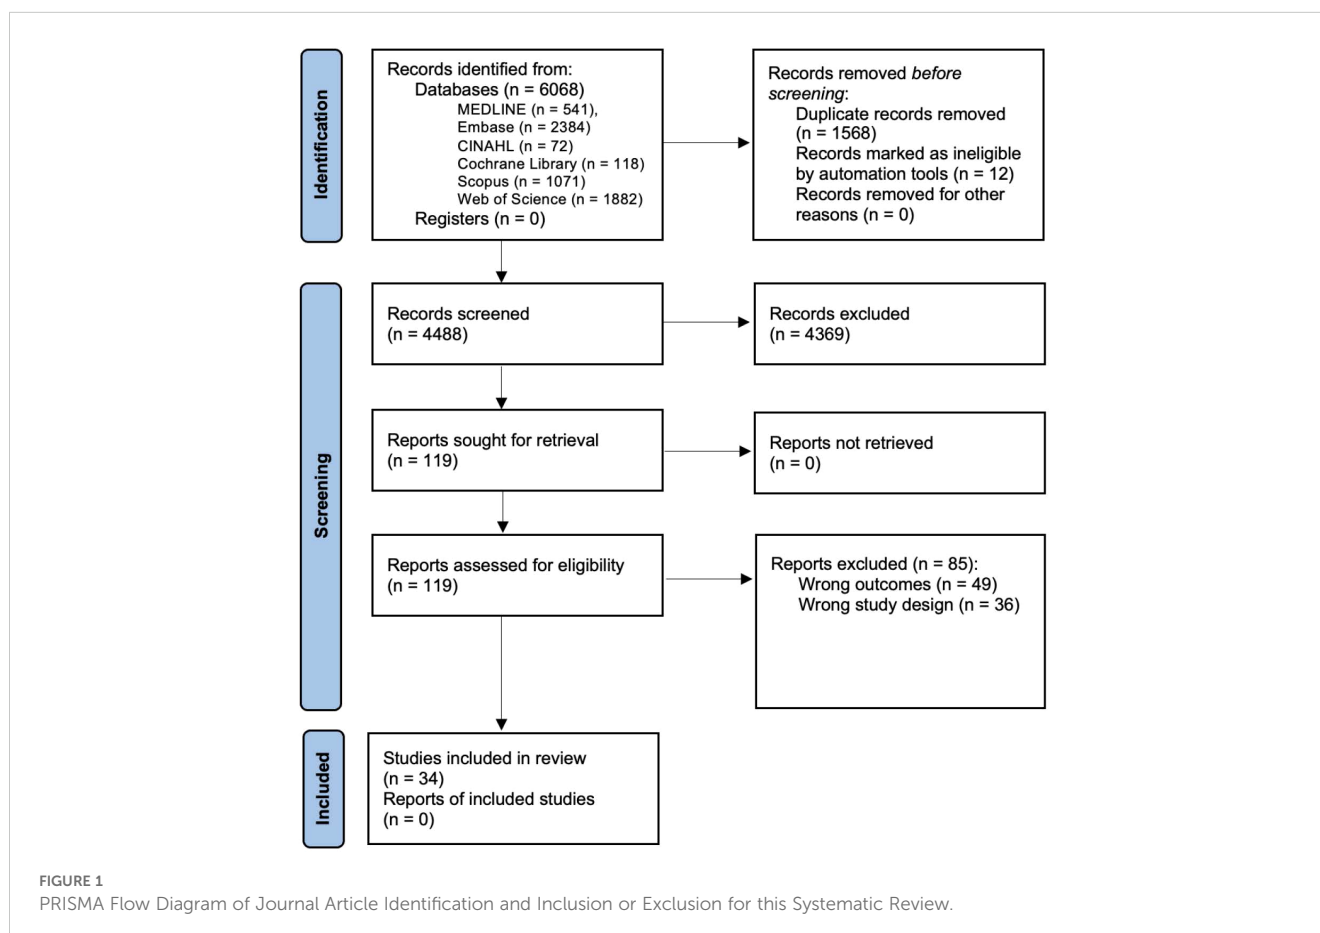 Identification
Records identified from:
Databases (n = 6068)
MEDLINE (n = 541),
Embase (n = 2384)
CINAHL (n = 72)
Cochrane Library (n = 118)
Scopus (n = 1071)
Web of Science (n = 1882)
Registers (n = 0)
Records removed before
screening:
Duplicate records removed
(n = 1568)
Records marked as ineligible
by automation tools (n = 12)
Records removed for other
reasons (n = 0)
Screening
Records screened
(n = 4488)
Records excluded
(n = 4369)
Reports sought for retrieval
(n = 119)
Reports not retrieved
(n = 0)
Reports assessed for eligibility
(n = 119)
Reports excluded (n = 85):
Wrong outcomes (n = 49)
Wrong study design (n = 36)
Included
Studies included in review
(n = 34)
Reports of included studies
(n = 0)
FIGURE 1
PRISMA Flow Diagram of Journal Article Identification and Inclusion or Exclusion for this Systematic Review.